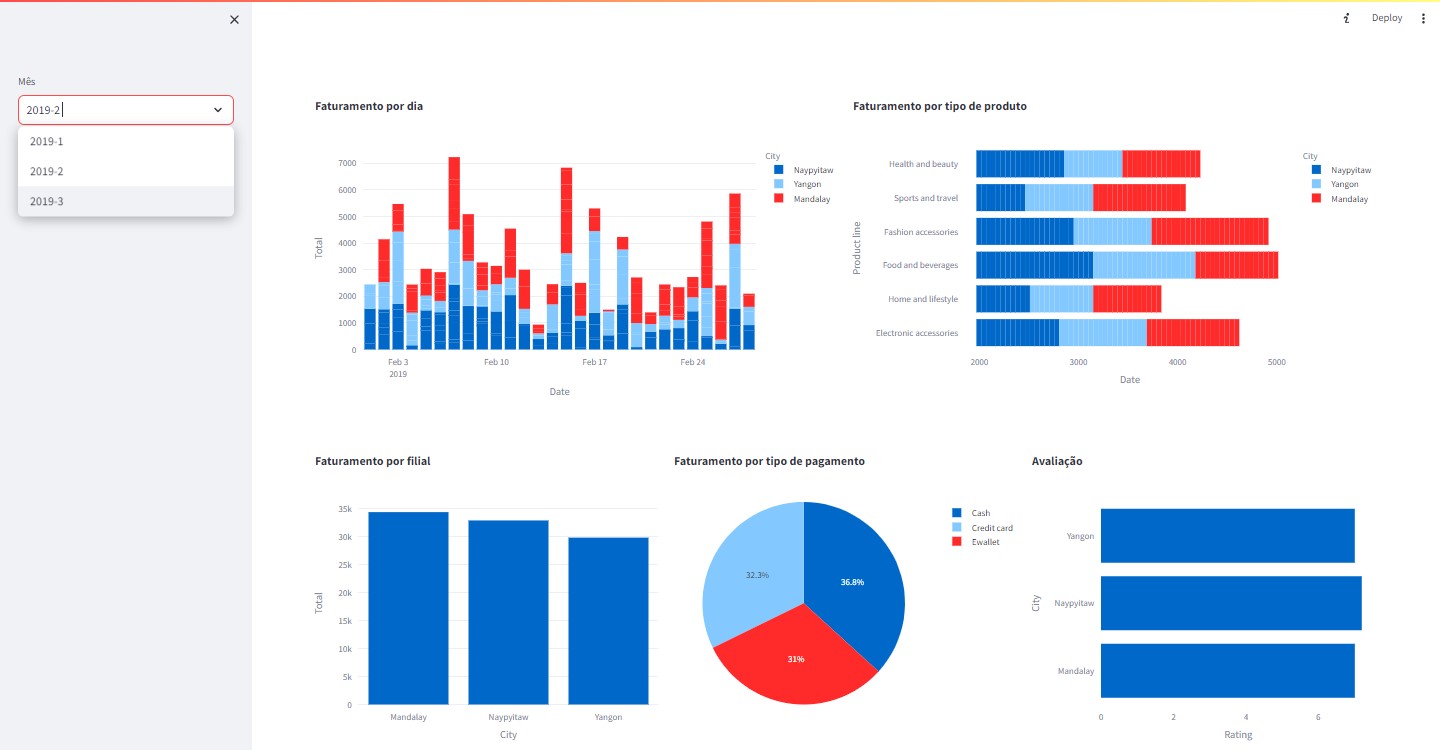 Deploy
Mês
2019-2
2019-1
2019-2
2019-3
Faturamento por dia
Total
7000
6000
5000
4000
3000
2000
1000
0
Feb 3
2019
Feb 10
Feb 17
Feb 24
Date
City
Naypyitaw
Yangon
Mandalay
Faturamento por tipo de produto
Product line
Health and beauty
Sports and travel
Fashion accessories
Food and beverages
Home and lifestyle
Electronic accessories
2000
3000
4000
5000
Date
City
Naypyitaw
Yangon
Mandalay
Faturamento por filial
Total
35k
30k
25k
20k
15k
10k
5k
0
Mandalay
Naypyitaw
Yangon
City
Faturamento por tipo de pagamento
32.3%
36.8%
31%
Cash
Credit card
Ewallet
Avaliação
City
Yangon
Naypyitaw
Mandalay
0
2
4
6
Rating